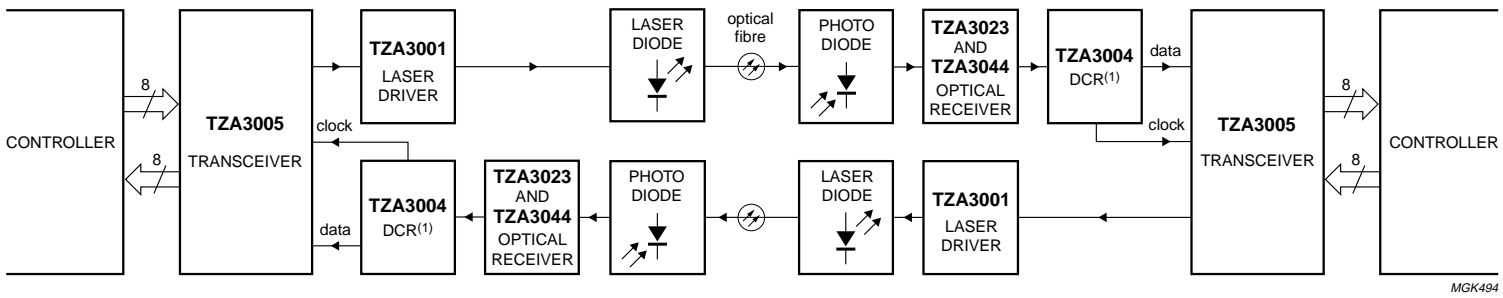 CONTROLLER
8
8
TZA3005
TRANSCEIVER
TZA3001
LASER
DRIVER
LASER
DIODE
optical
fibre
PHOTO
DIODE
TZA3023
AND
TZA3044
OPTICAL
RECEIVER
TZA3004
DCR(1)
data
clock
TZA3005
TRANSCEIVER
8
8
CONTROLLER
clock
data
TZA3004
DCR(1)
TZA3023
AND
TZA3044
OPTICAL
RECEIVER
PHOTO
DIODE
LASER
DIODE
TZA3001
LASER
DRIVER
MGK494